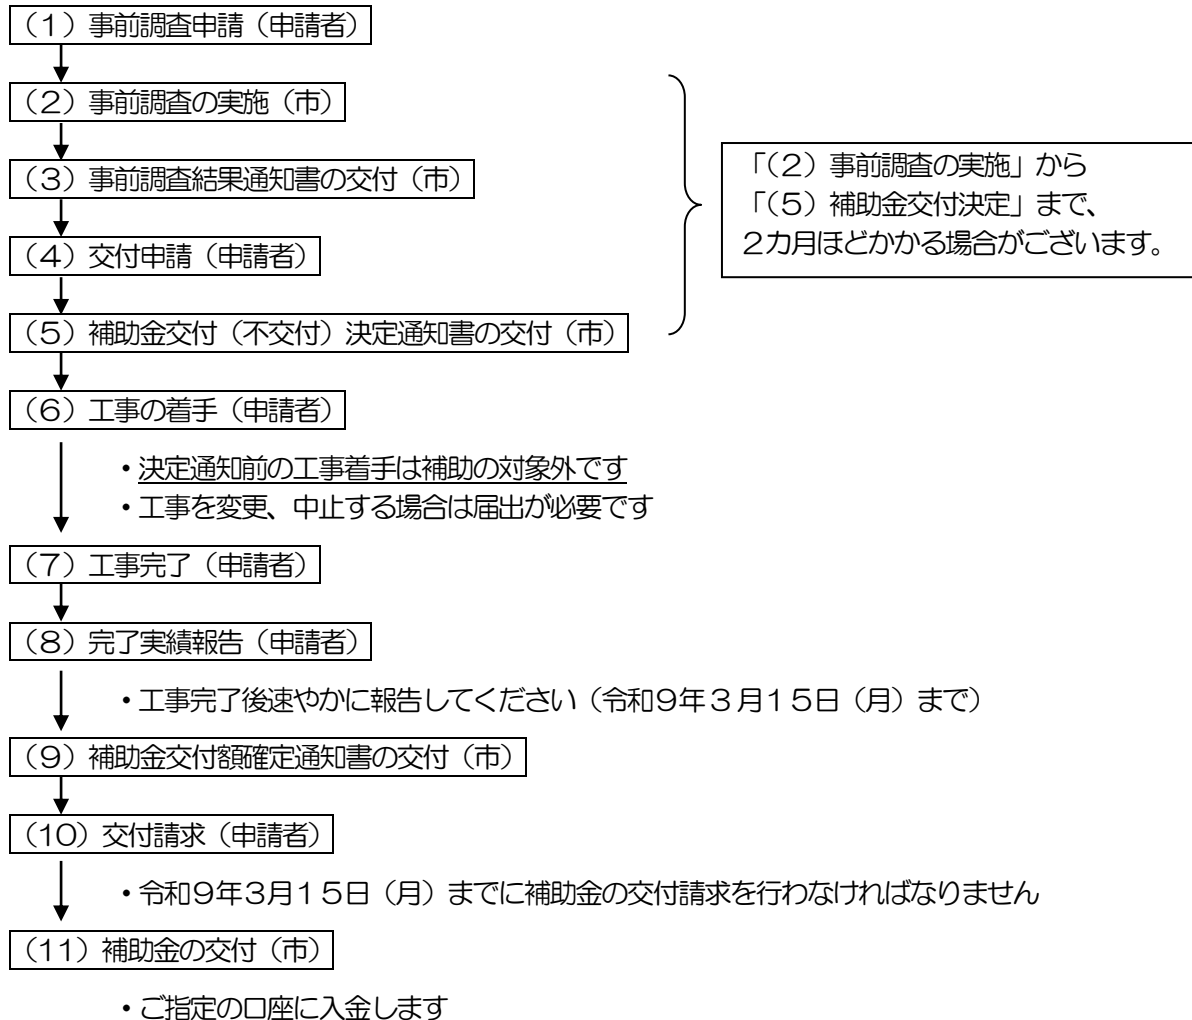 （１）事前調査申請（申請者）
（２）事前調査の実施（市）
（３）事前調査結果通知書の交付（市）
（４）交付申請（申請者）
（５）補助金交付（不交付）決定通知書の交付（市）
「（２）事前調査の実施」から
「（５）補助金交付決定」まで、
２カ月ほどかかる場合がございます。
（６）工事の着手（申請者）
・決定通知前の工事着手は補助の対象外です
・工事を変更、中止する場合は届出が必要です
（７）工事完了（申請者）
（８）完了実績報告（申請者）
・工事完了後速やかに報告してください（令和９年３月１５日（月）まで）
（９）補助金交付額確定通知書の交付（市）
（10）交付請求（申請者）
・令和９年３月１５日（月）までに補助金の交付請求を行わなければなりません
（11）補助金の交付（市）
・ご指定の口座に入金します